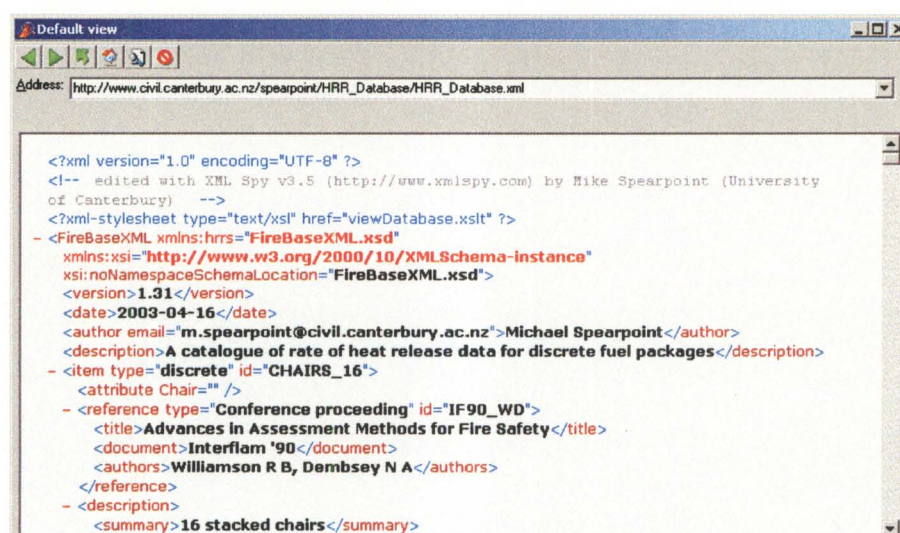 Default view
Address: http://www.civil.canterbury.ac.nz/spearpoint/HRR_Database/HRR_Database.xml
<?xml version="1.0" encoding="UTF-8" ?>
<!-- edited with XML Spy v3.5 (http://www.xmlspy.com) by Mike Spearpoint (University
of Canterbury) -->
<?xml-stylesheet type="text/xsl" href="viewDatabase.xslt" ?>
- <FireBaseXML xmlns:hrrs="FireBaseXML.xsd"
xmlns:xsi="http://www.w3.org/2000/10/XMLSchema-instance"
xsi:noNamespaceSchemaLocation="FireBaseXML.xsd">
<version>1.31</version>
<date>2003-04-16</date>
<author email="m.spearpoint@civil.canterbury.ac.nz">Michael Spearpoint</author>
<description>A catalogue of rate of heat release data for discrete fuel packages</description>
- <item type="discrete" id="CHAIRS_16">
<attribute Chair="" />
- <reference type="Conference proceeding" id="IF90_WD">
<title>Advances in Assessment Methods for Fire Safety</title>
<document>Interflam '90</document>
<authors>Williamson R B, Dembsey N A</authors>
</reference>
- <description>
<summary>16 stacked chairs</summary>